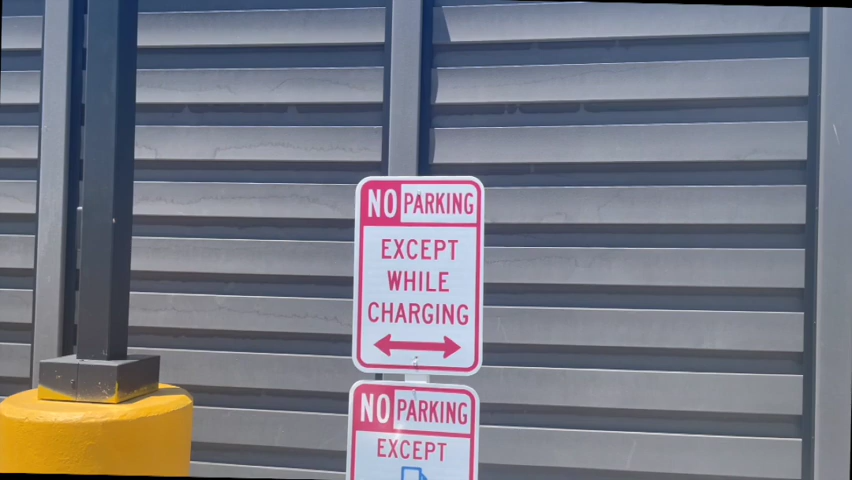 NO PARKING
EXCEPT
WHILE
CHARGING
NO PARKING
EXCEPT